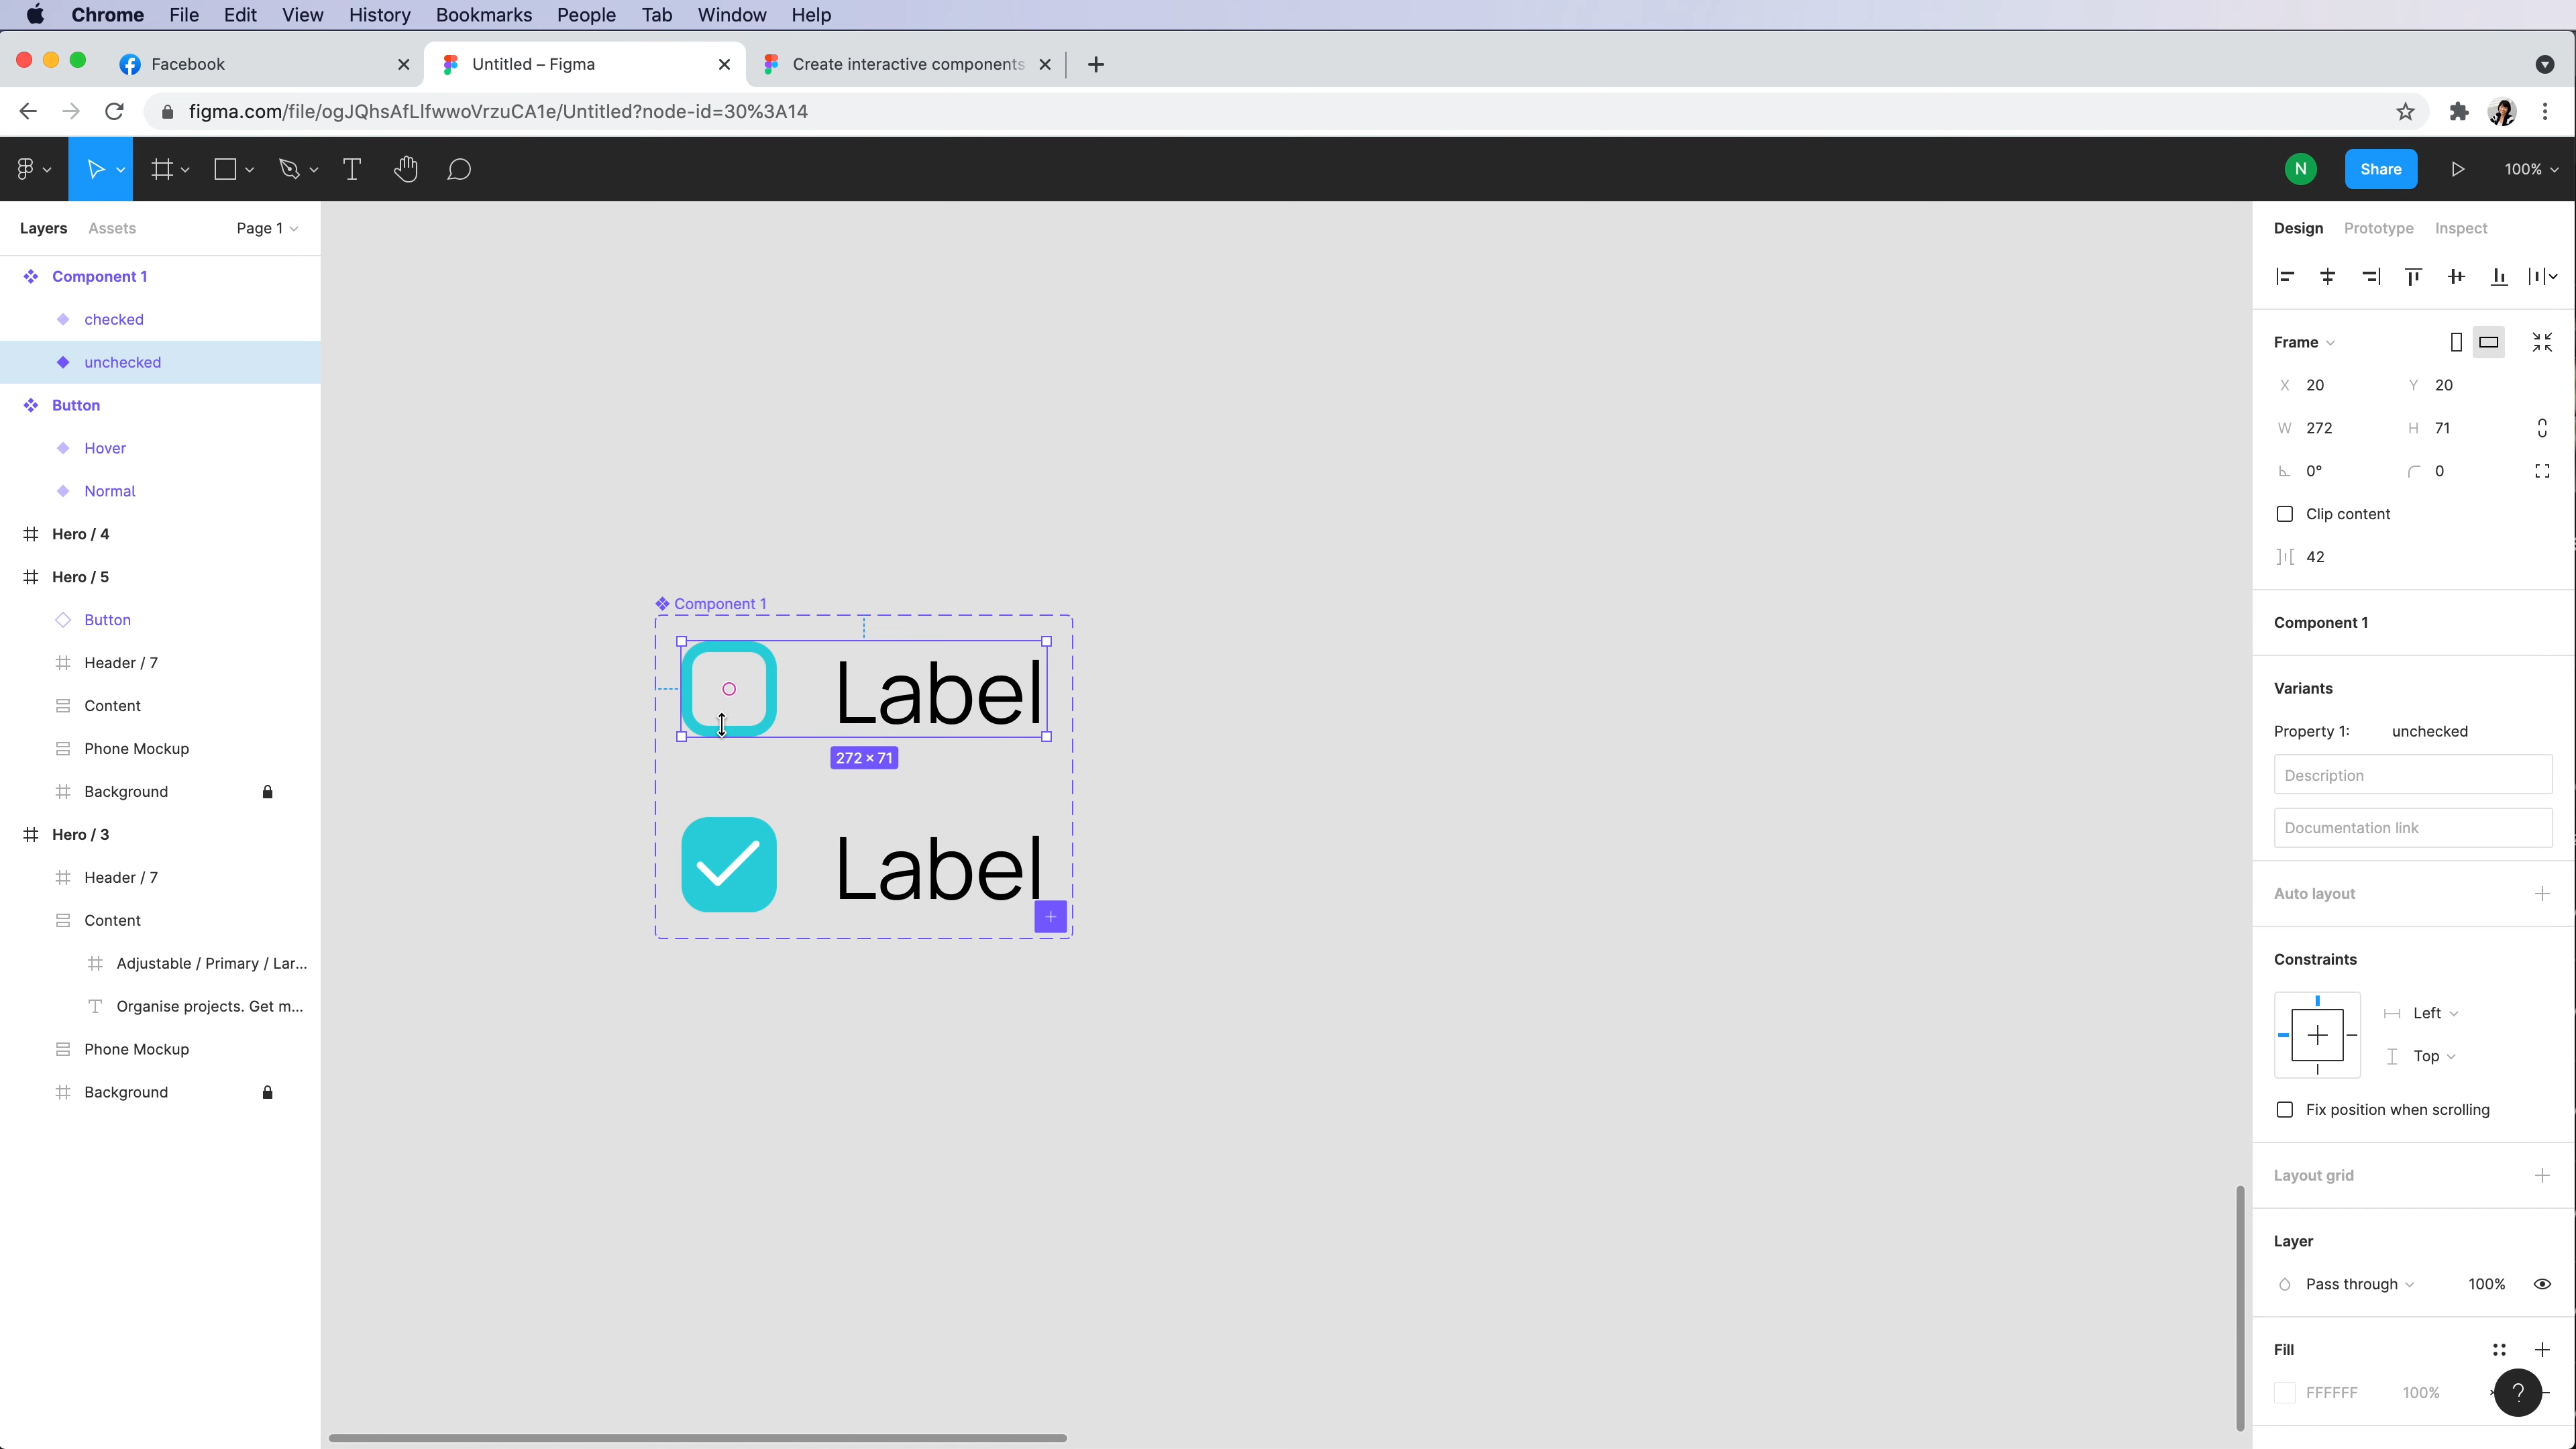 Chrome File Edit View History Bookmarks People Tab Window Help
Facebook
Untitled – Figma
Create interactive components
figma.com/file/ogJQhsAfLlfwwoVrzuCA1e/Untitled?node-id=30%3A14
N
Share
100%
Layers Assets Page 1
Component 1
checked
unchecked
Button
Hover
Normal
Hero / 4
Hero / 5
Button
Header / 7
Content
Phone Mockup
Background
Hero / 3
Header / 7
Content
Adjustable / Primary / Lar...
Organise projects. Get m...
Phone Mockup
Background
Component 1
Label
272 × 71
Label
Design Prototype Inspect
Frame
X 20 Y 20
W 272 H 71
0° 0
Clip content
42
Component 1
Variants
Property 1: unchecked
Description
Documentation link
Auto layout
Constraints
Left
Top
Fix position when scrolling
Layout grid
Layer
Pass through 100%
Fill
FFFFFF 100%
?